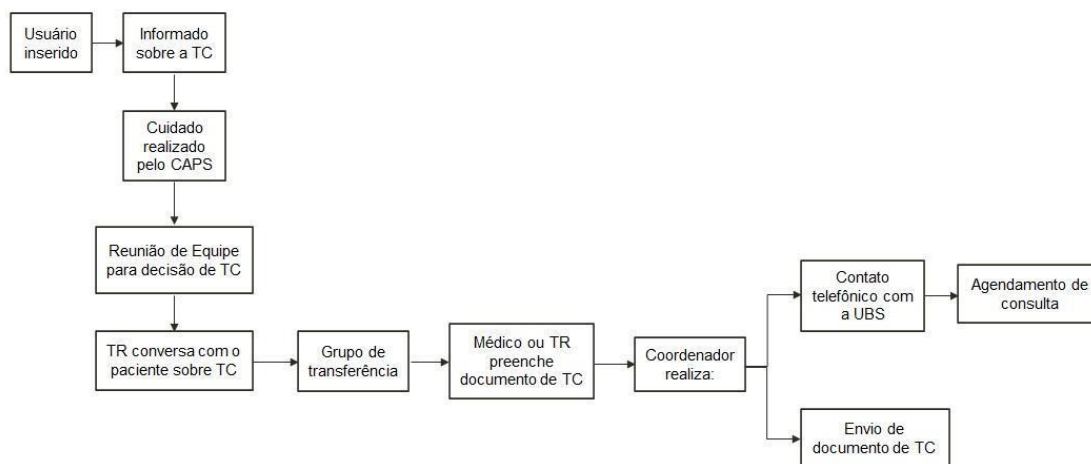 Usuário
inserido
Informado
sobre a TC
Cuidado
realizado
pelo CAPS
Reunião de Equipe
para decisão de TC
TR conversa com o
paciente sobre TC
Grupo de
transferência
Médico ou TR
preenche
documento de TC
Coordenador
realiza:
Contato
telefônico com
a UBS
Agendamento de
consulta
Envio de
documento de TC